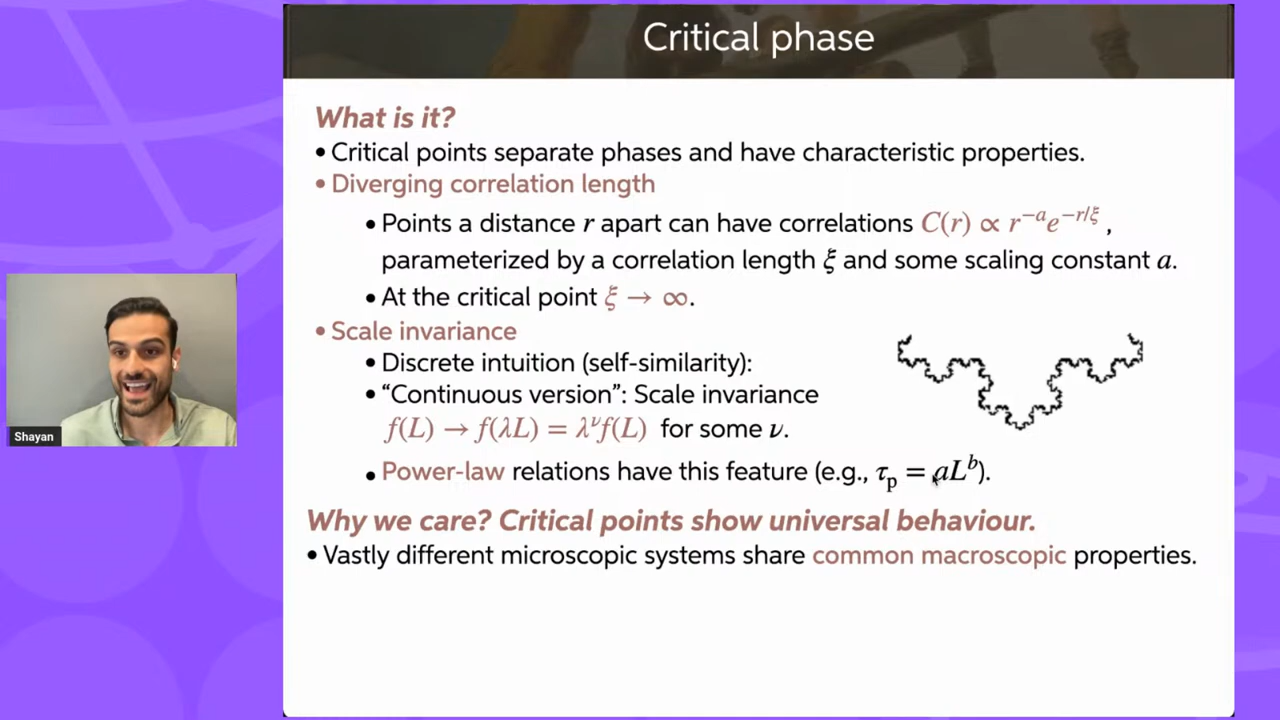 Critical phase
What is it?
• Critical points separate phases and have characteristic properties.
• Diverging correlation length
• Points a distance r apart can have correlations C(r) ∝ r⁻ᵃe⁻ʳ/ᶻ,
parameterized by a correlation length ξ and some scaling constant a.
• At the critical point ξ → ∞.
• Scale invariance
• Discrete intuition (self-similarity):
• “Continuous version”: Scale invariance
f(L) → f(λL) = λ^ν f(L) for some ν.
• Power-law relations have this feature (e.g., τ_p = aL^b).
Why we care? Critical points show universal behaviour.
• Vastly different microscopic systems share common macroscopic properties.
Shayan